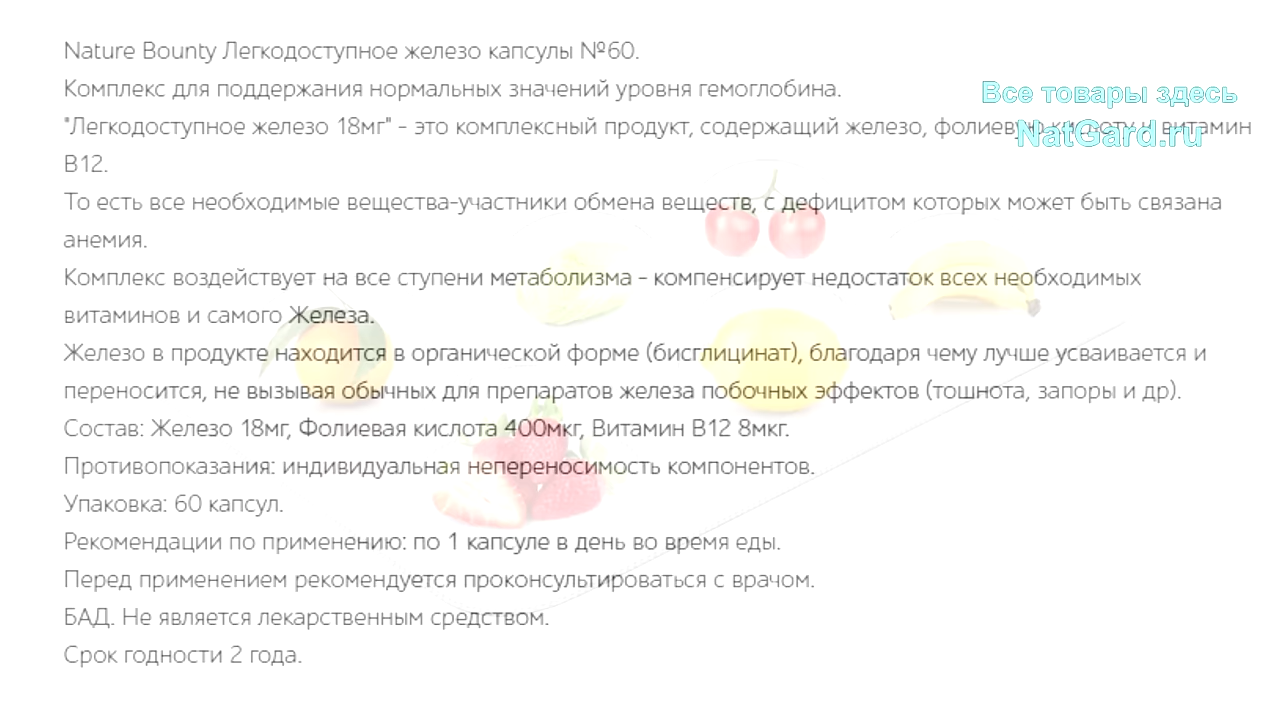 Nature Bounty Легкодоступное железо капсулы №60.
Комплекс для поддержания нормальных значений уровня гемоглобина.
Все товары здесь
"Легкодоступное железо 18мг" - это комплексный продукт, содержащий железо, фолиевую кислоту и витамин
NatGard.ru
В12.
То есть все необходимые вещества-участники обмена веществ, с дефицитом которых может быть связана
анемия.
Комплекс воздействует на все ступени метаболизма - компенсирует недостаток всех необходимых
витаминов и самого Железа.
Железо в продукте находится в органической форме (бисглицинат), благодаря чему лучше усваивается и
переносится, не вызывая обычных для препаратов железа побочных эффектов (тошнота, запоры и др).
Состав: Железо 18мг, Фолиевая кислота 400мкг, Витамин В12 8мкг.
Противопоказания: индивидуальная непереносимость компонентов.
Упаковка: 60 капсул.
Рекомендации по применению: по 1 капсуле в день во время еды.
Перед применением рекомендуется проконсультироваться с врачом.
БАД. Не является лекарственным средством.
Срок годности 2 года.